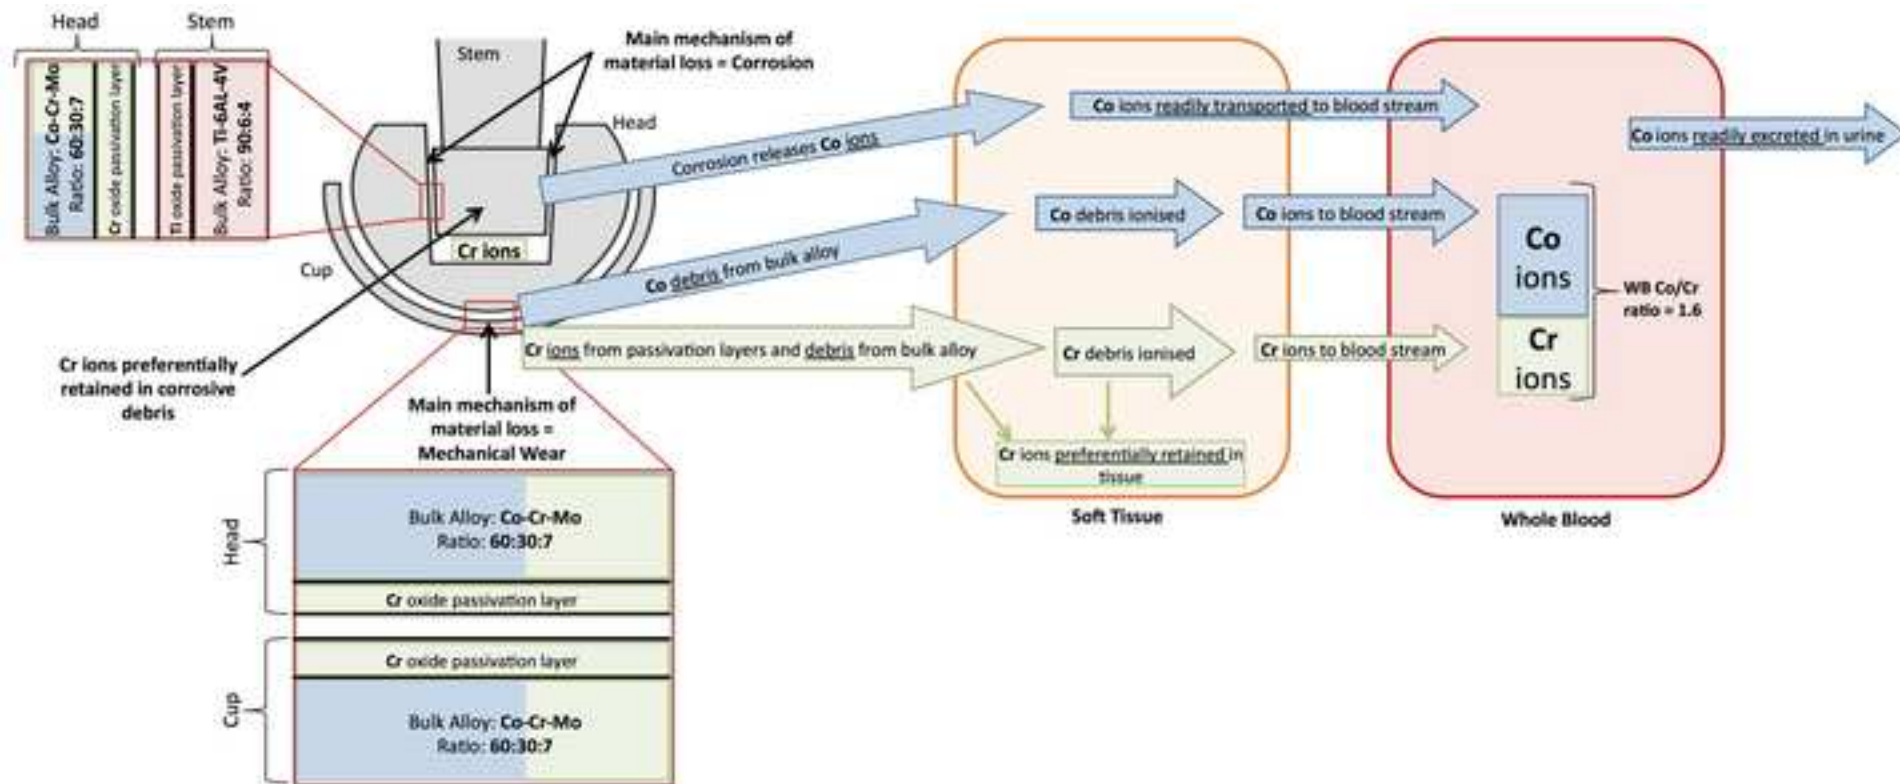 Head
Stem
Bulk Alloy: Co-Cr-Mo
Ratio: 60:30:7
Cr oxide passivation layer
Ti oxide passivation layer
Bulk Alloy: Ti-6AL-4V
Ratio: 90:6:4
Stem
Main mechanism of
material loss = Corrosion
Head
Cup
Cr ions
Cr ions preferentially
retained in corrosive
debris
Main mechanism of
material loss =
Mechanical Wear
Corrosion releases Co ions
Co debris from bulk alloy
Cr ions from passivation layers and debris from bulk alloy
Co ions readily transported to blood stream
Co debris ionised
Co ions to blood stream
Cr debris ionised
Cr ions to blood stream
Cr ions preferentially retained in
tissue
Soft Tissue
Co ions readily excreted in urine
Co
ions
Cr
ions
WB Co/Cr
ratio = 1.6
Whole Blood
Head
Bulk Alloy: Co-Cr-Mo
Ratio: 60:30:7
Cr oxide passivation layer
Cup
Cr oxide passivation layer
Bulk Alloy: Co-Cr-Mo
Ratio: 60:30:7